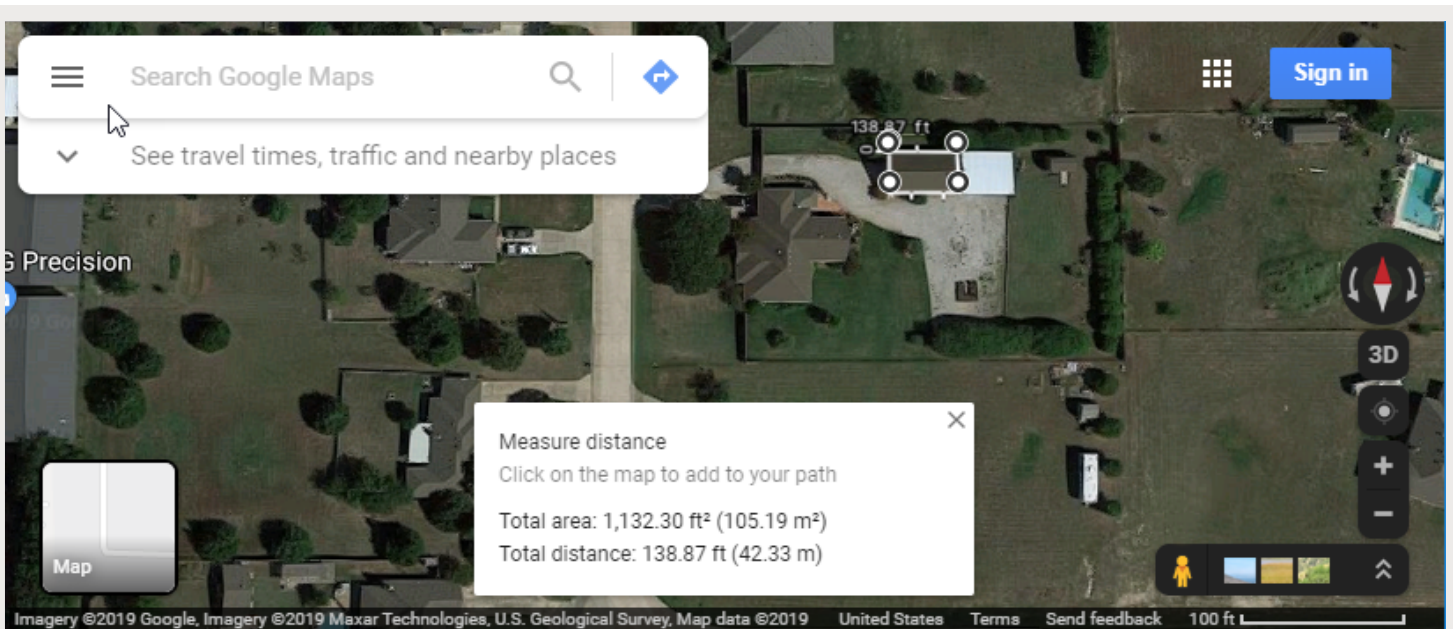 Search Google Maps
Sign in
138.87 ft
See travel times, traffic and nearby places
G Precision
3D
Measure distance
Click on the map to add to your path
Total area: 1,132.30 ft² (105.19 m²)
Total distance: 138.87 ft (42.33 m)
Map
Imagery ©2019 Google, Imagery ©2019 Maxar Technologies, U.S. Geological Survey, Map data ©2019 United States Terms Send feedback 100 ft